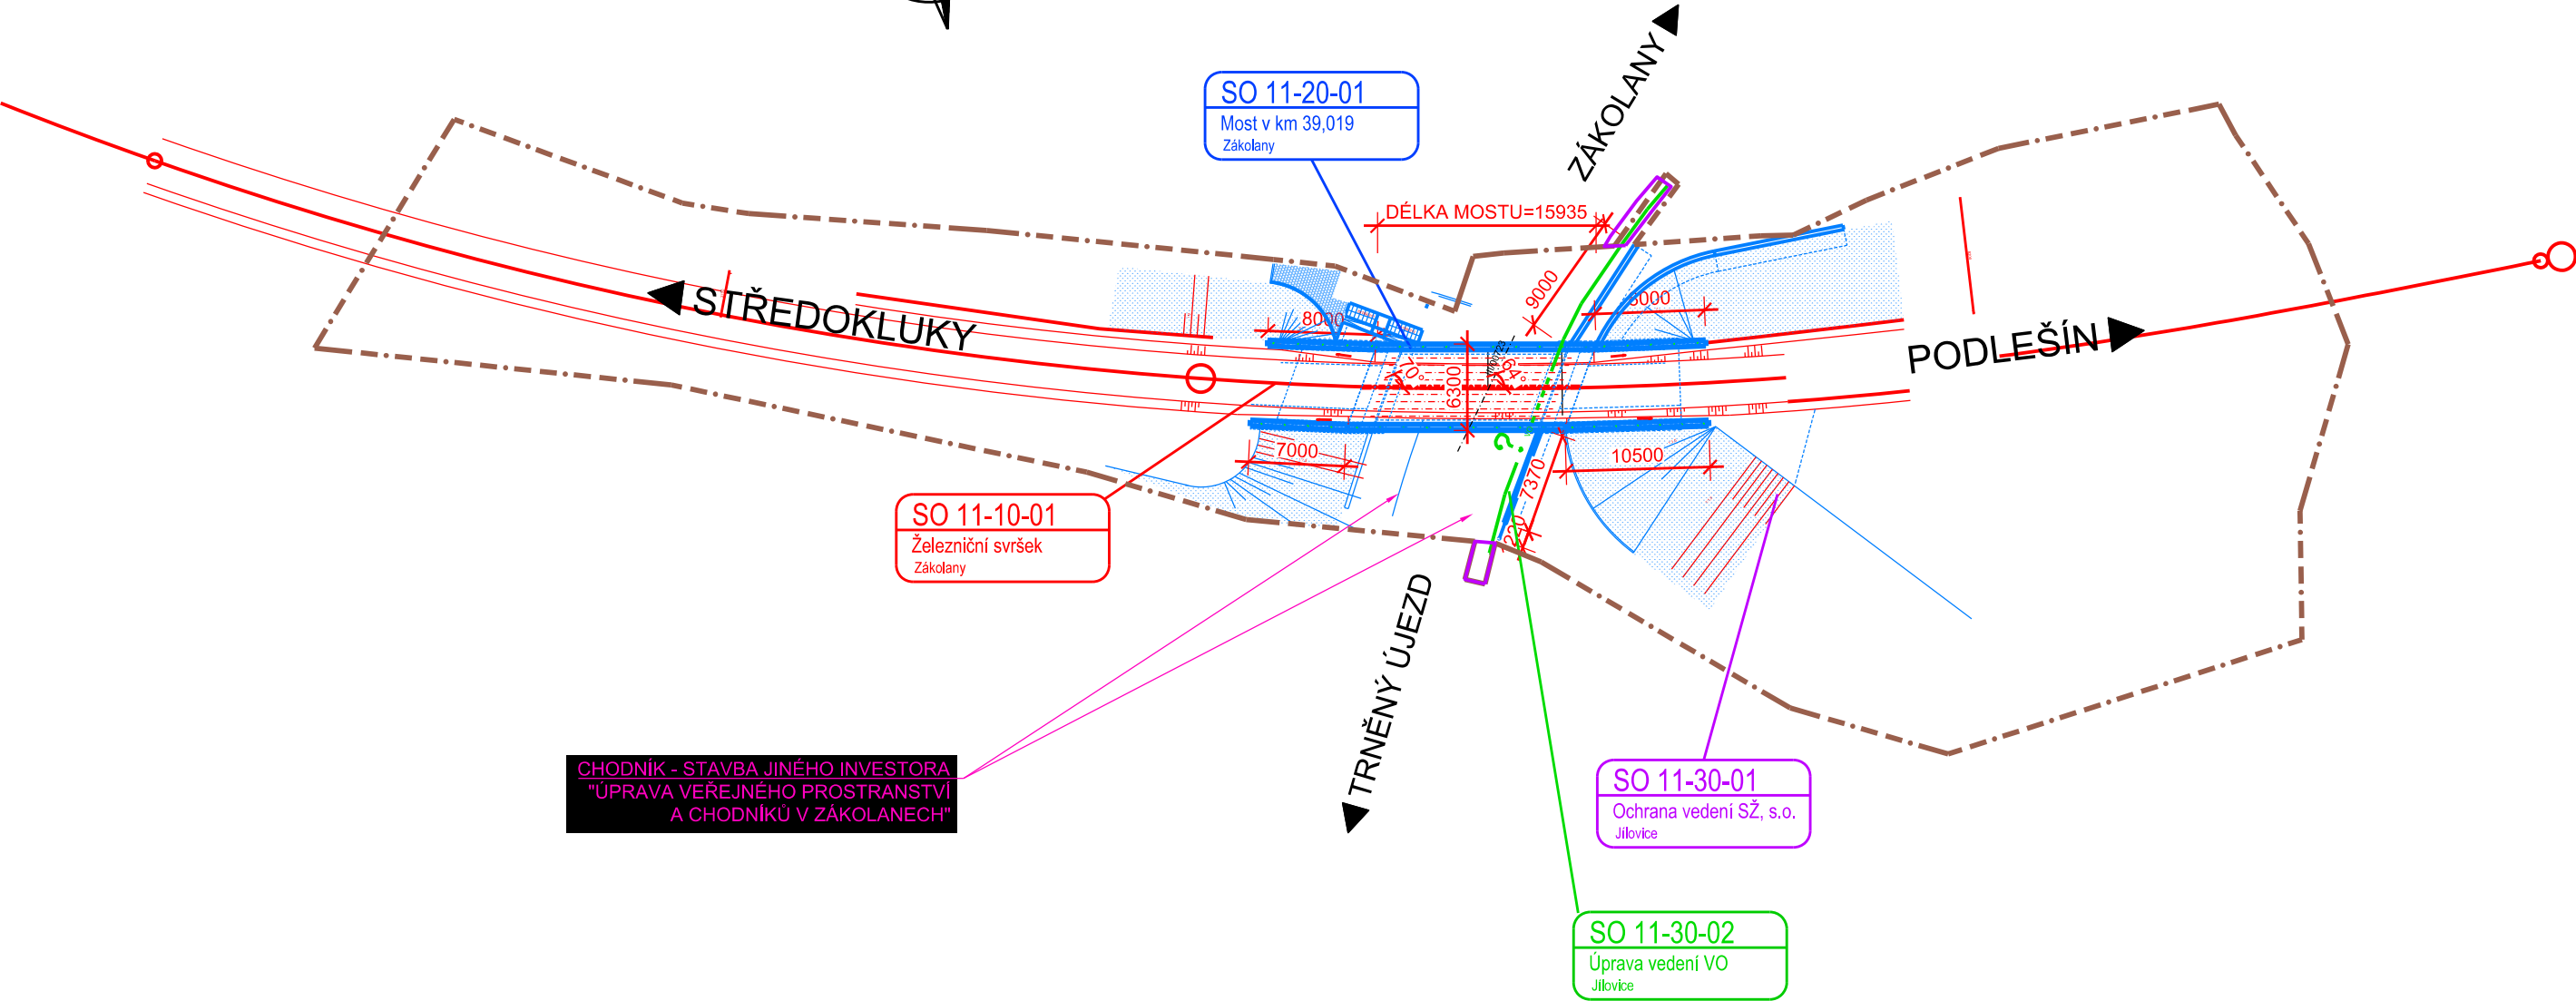 ZÁKOLANY
SO 11-20-01
Most v km 39,019
Zákolany
DÉLKA MOSTU=15935
9000
8000
STŘEDOKLUKY
PODLEŠÍN
70°
64°
6300
7000
10500
7370
SO 11-10-01
Železniční svršek
Zákolany
TRNĚNÝ ÚJEZD
CHODNÍK - STAVBA JINÉHO INVESTORA
"ÚPRAVA VEŘEJNÉHO PROSTRANSTVÍ
A CHODNÍKŮ V ZÁKOLANECH"
SO 11-30-01
Ochrana vedení SŽ, s.o.
Jílovice
SO 11-30-02
Úprava vedení VO
Jílovice